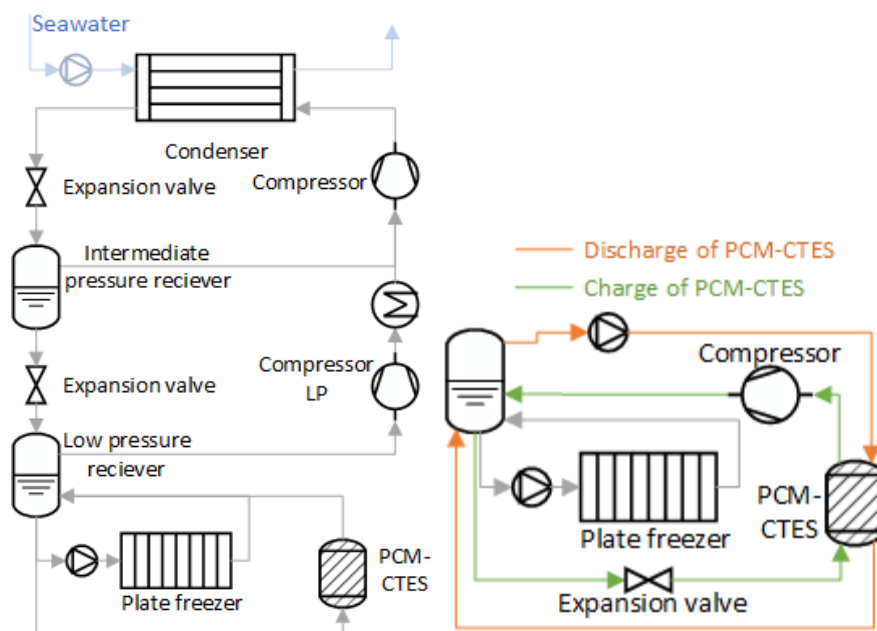 Seawater
Condenser
Expansion valve
Compressor
Intermediate
pressure reciever
Expansion valve
Compressor
LP
Low pressure
reciever
Plate freezer
PCM-
CTES
Discharge of PCM-CTES
Charge of PCM-CTES
Compressor
PCM-
CTES
Plate freezer
Expansion valve